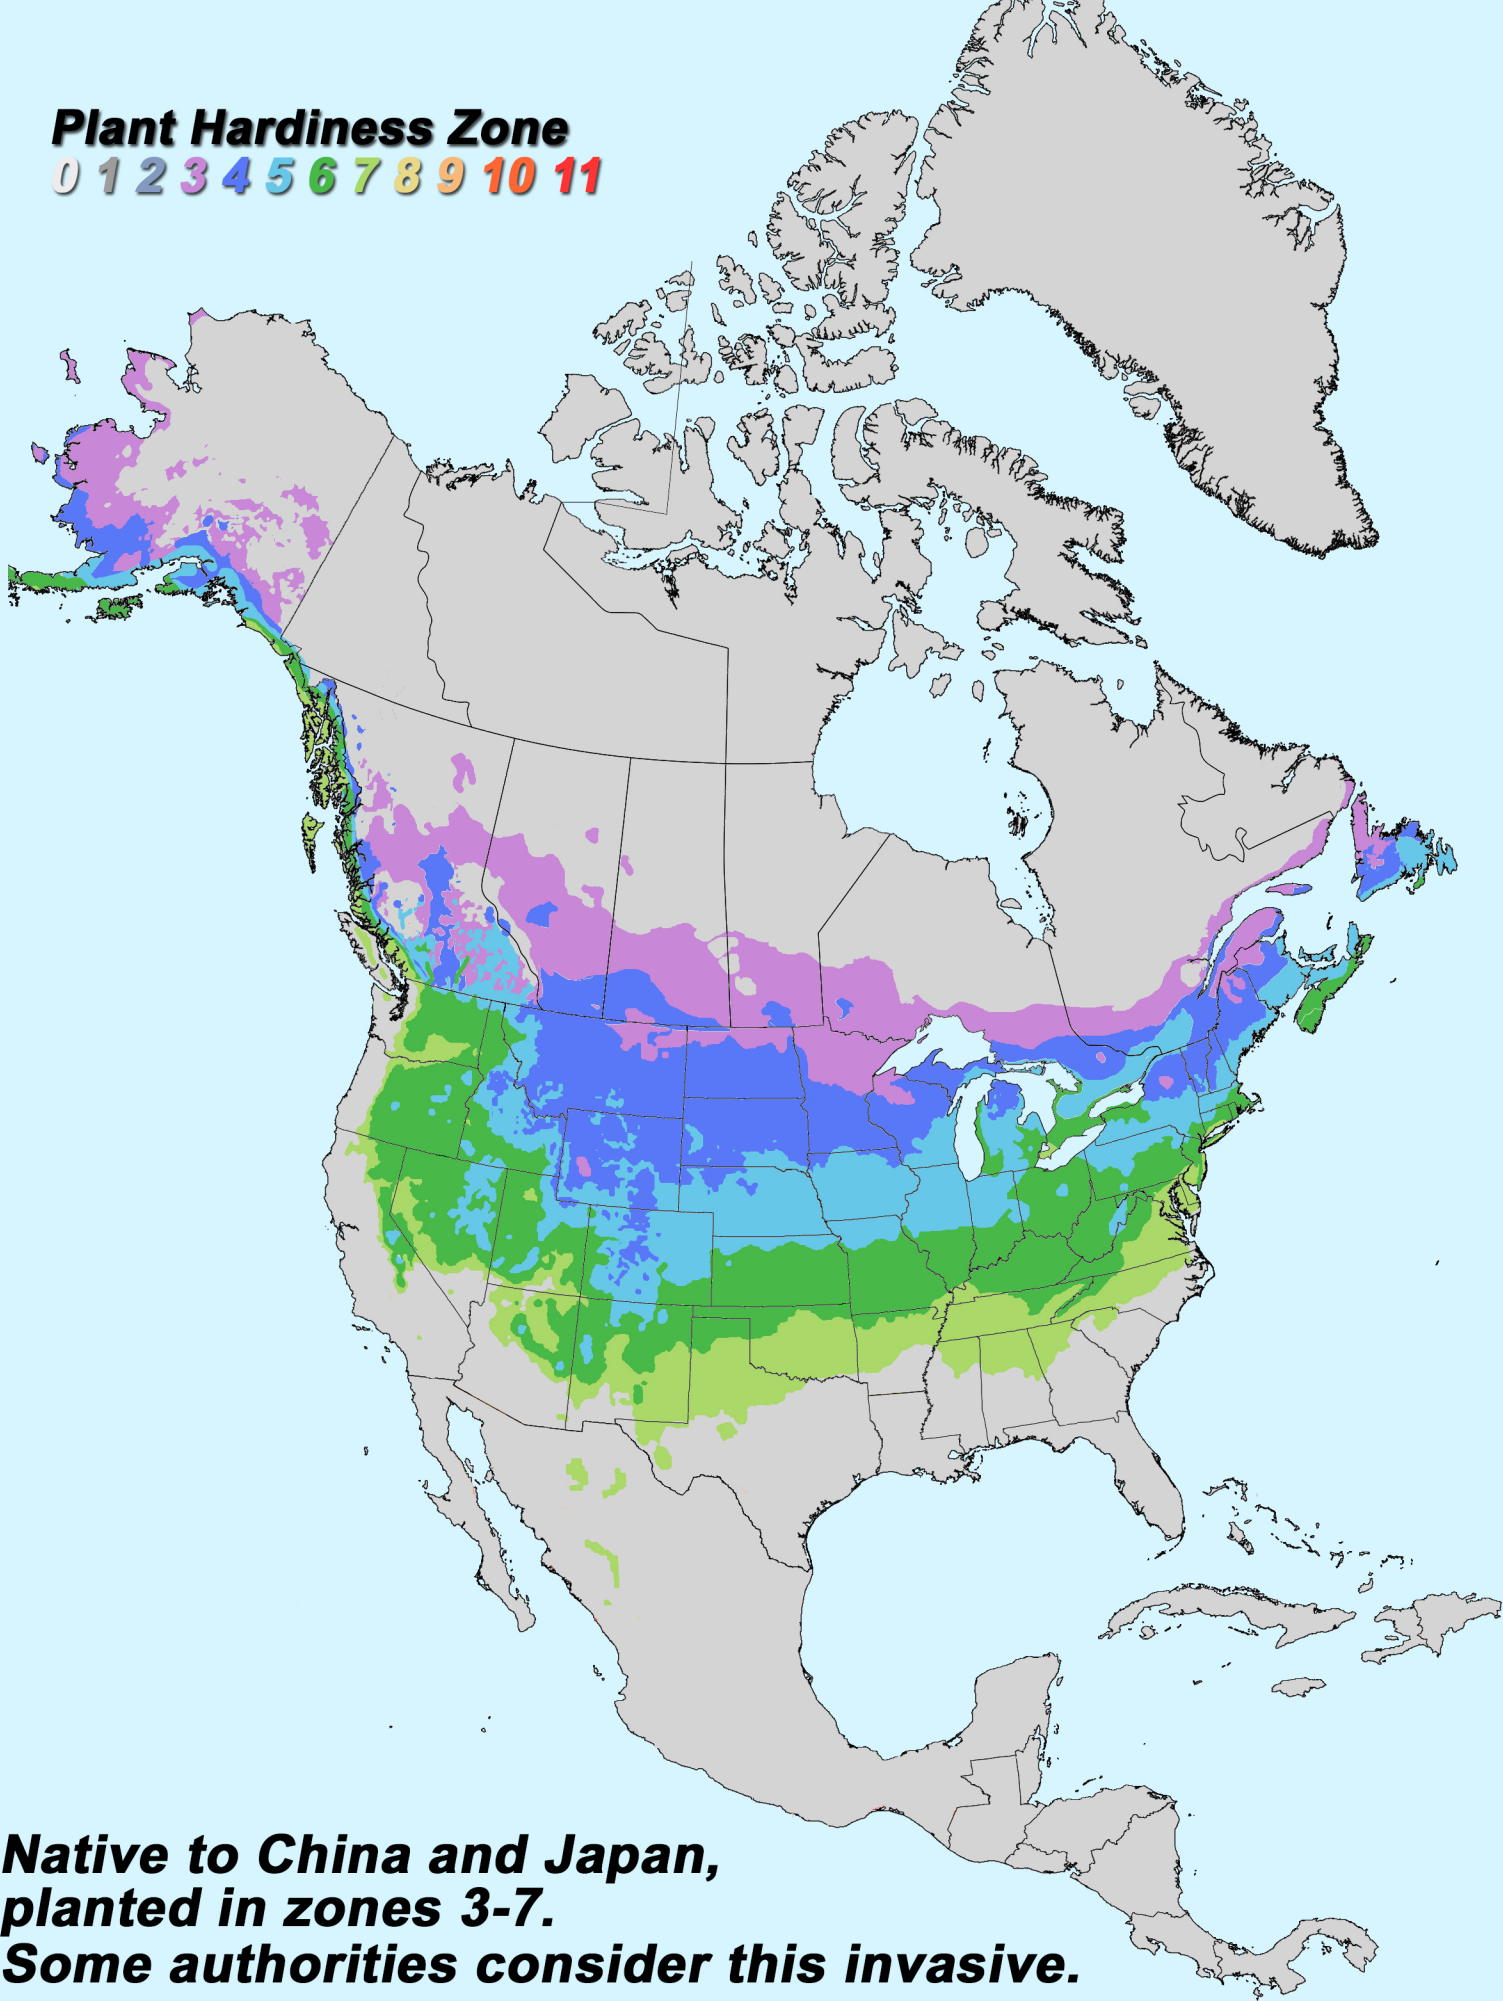 Plant Hardiness Zone
0 1 2 3 4 5 6 7 8 9 10 11
Native to China and Japan,
planted in zones 3-7.
Some authorities consider this invasive.